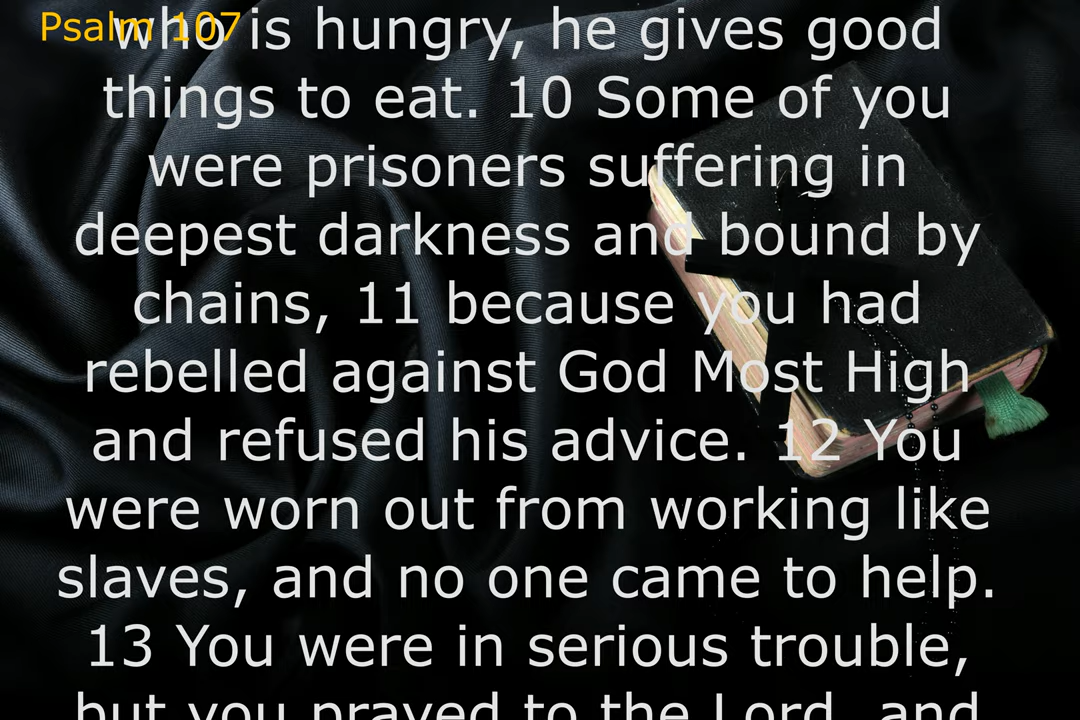 Psalm 107
who is hungry, he gives good
things to eat. 10 Some of you
were prisoners suffering in
deepest darkness and bound by
chains, 11 because you had
rebelled against God Most High
and refused his advice. 12 You
were worn out from working like
slaves, and no one came to help.
13 You were in serious trouble,
but you prayed to the Lord, and